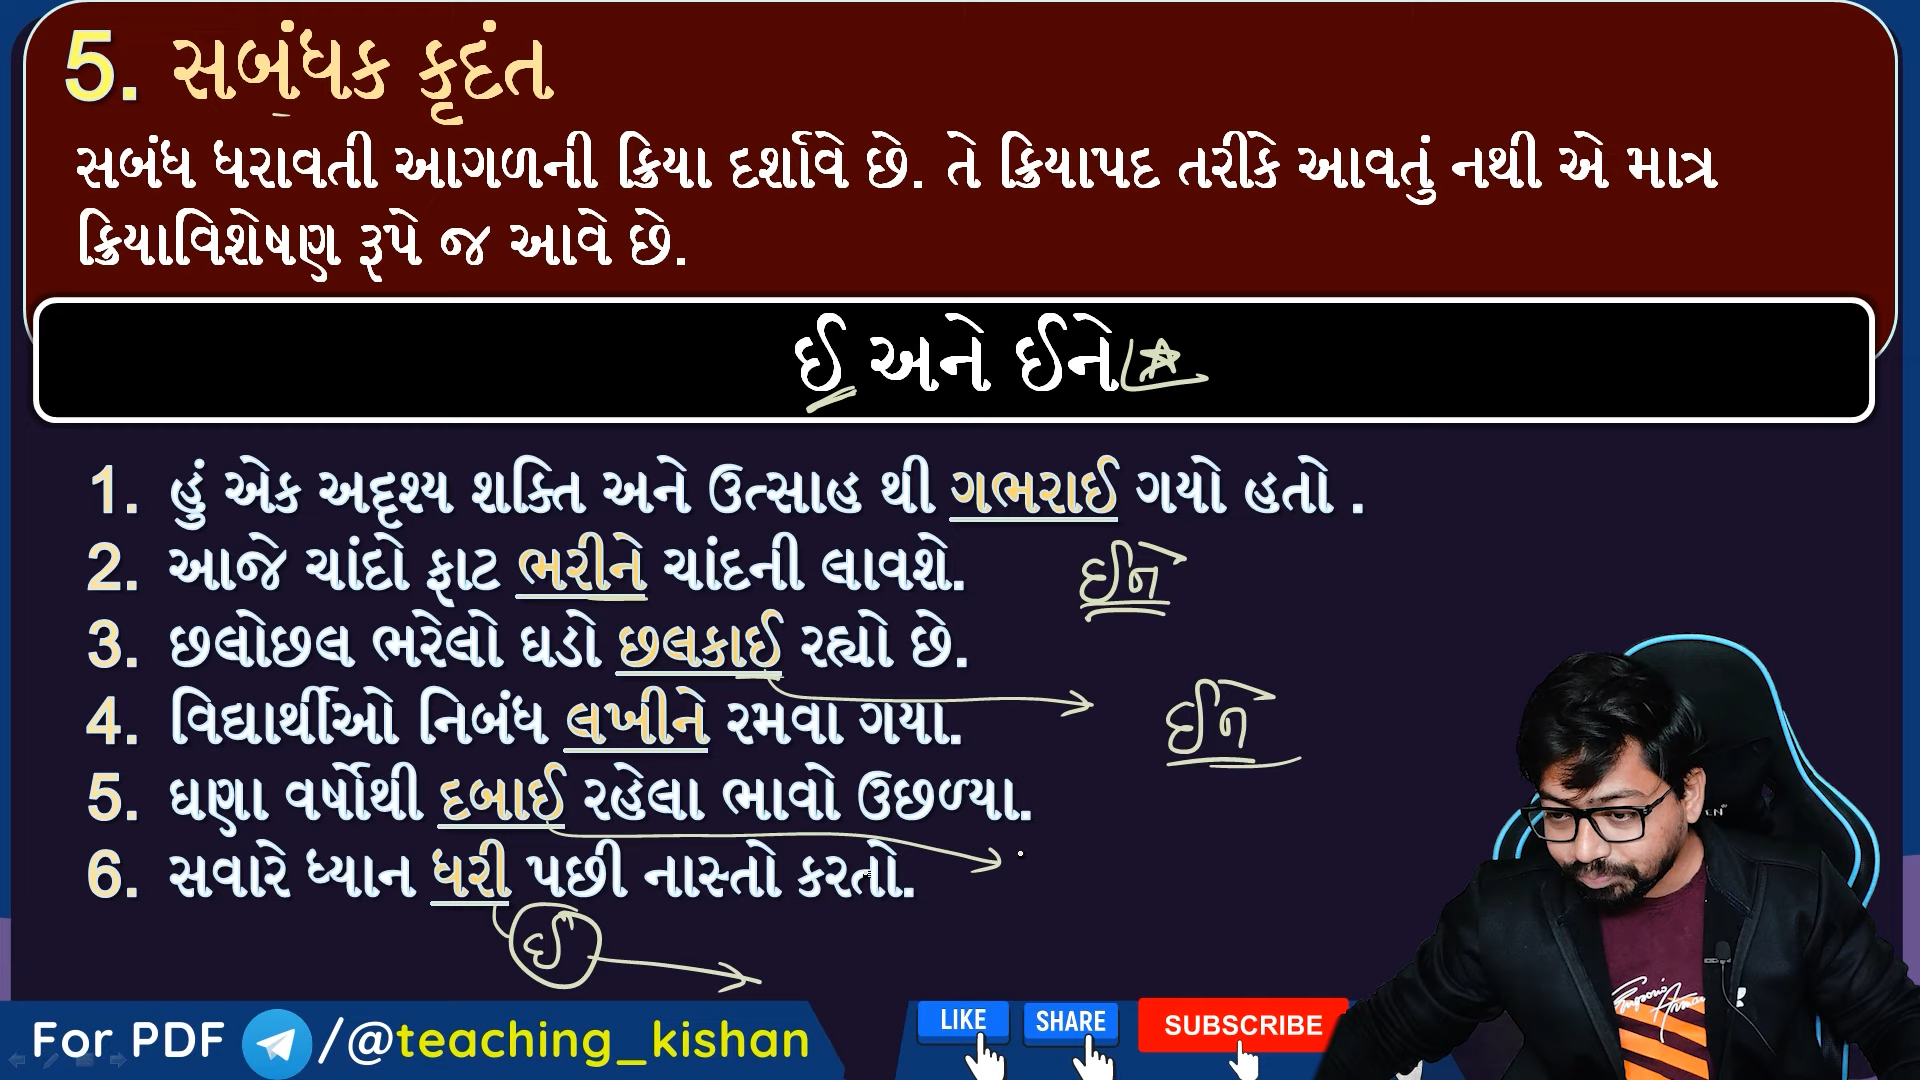 5. સબંધક કૃદંત
સબંધ ધરાવતી આગળની ક્રિયા દર્શાવે છે. તે ક્રિયાપદ તરીકે આવતું નથી એ માત્ર
ક્રિયાવિશેષણ રૂપે જ આવે છે.
ઈ અને ઈને
1. હું એક અદૃશ્ય શક્તિ અને ઉત્સાહ થી ગભરાઈ ગયો હતો .
2. આજે ચાંદો ફાટ ભરીને ચાંદની લાવશે.
ઈને
3. છલોછલ ભરેલો ઘડો છલકાઈ રહ્યો છે.
4. વિદ્યાર્થીઓ નિબંધ લખીને રમવા ગયા.
ઈને
5. ઘણા વર્ષોથી દબાઈ રહેલા ભાવો ઉછળ્યા.
6. સવારે ધ્યાન ધરી પછી નાસ્તો કરતો.
ઈ
For PDF /@teaching_kishan
LIKE SHARE SUBSCRIBE